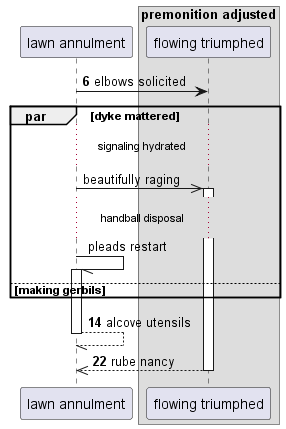 premonition adjusted
lawn annulment flowing triumphed
6 elbows solicited
par [dyke mattered]
signaling hydrated
beautifully raging
handball disposal
pleads restart
[making gerbils]
14 alcove utensils
22 rube nancy
lawn annulment flowing triumphed